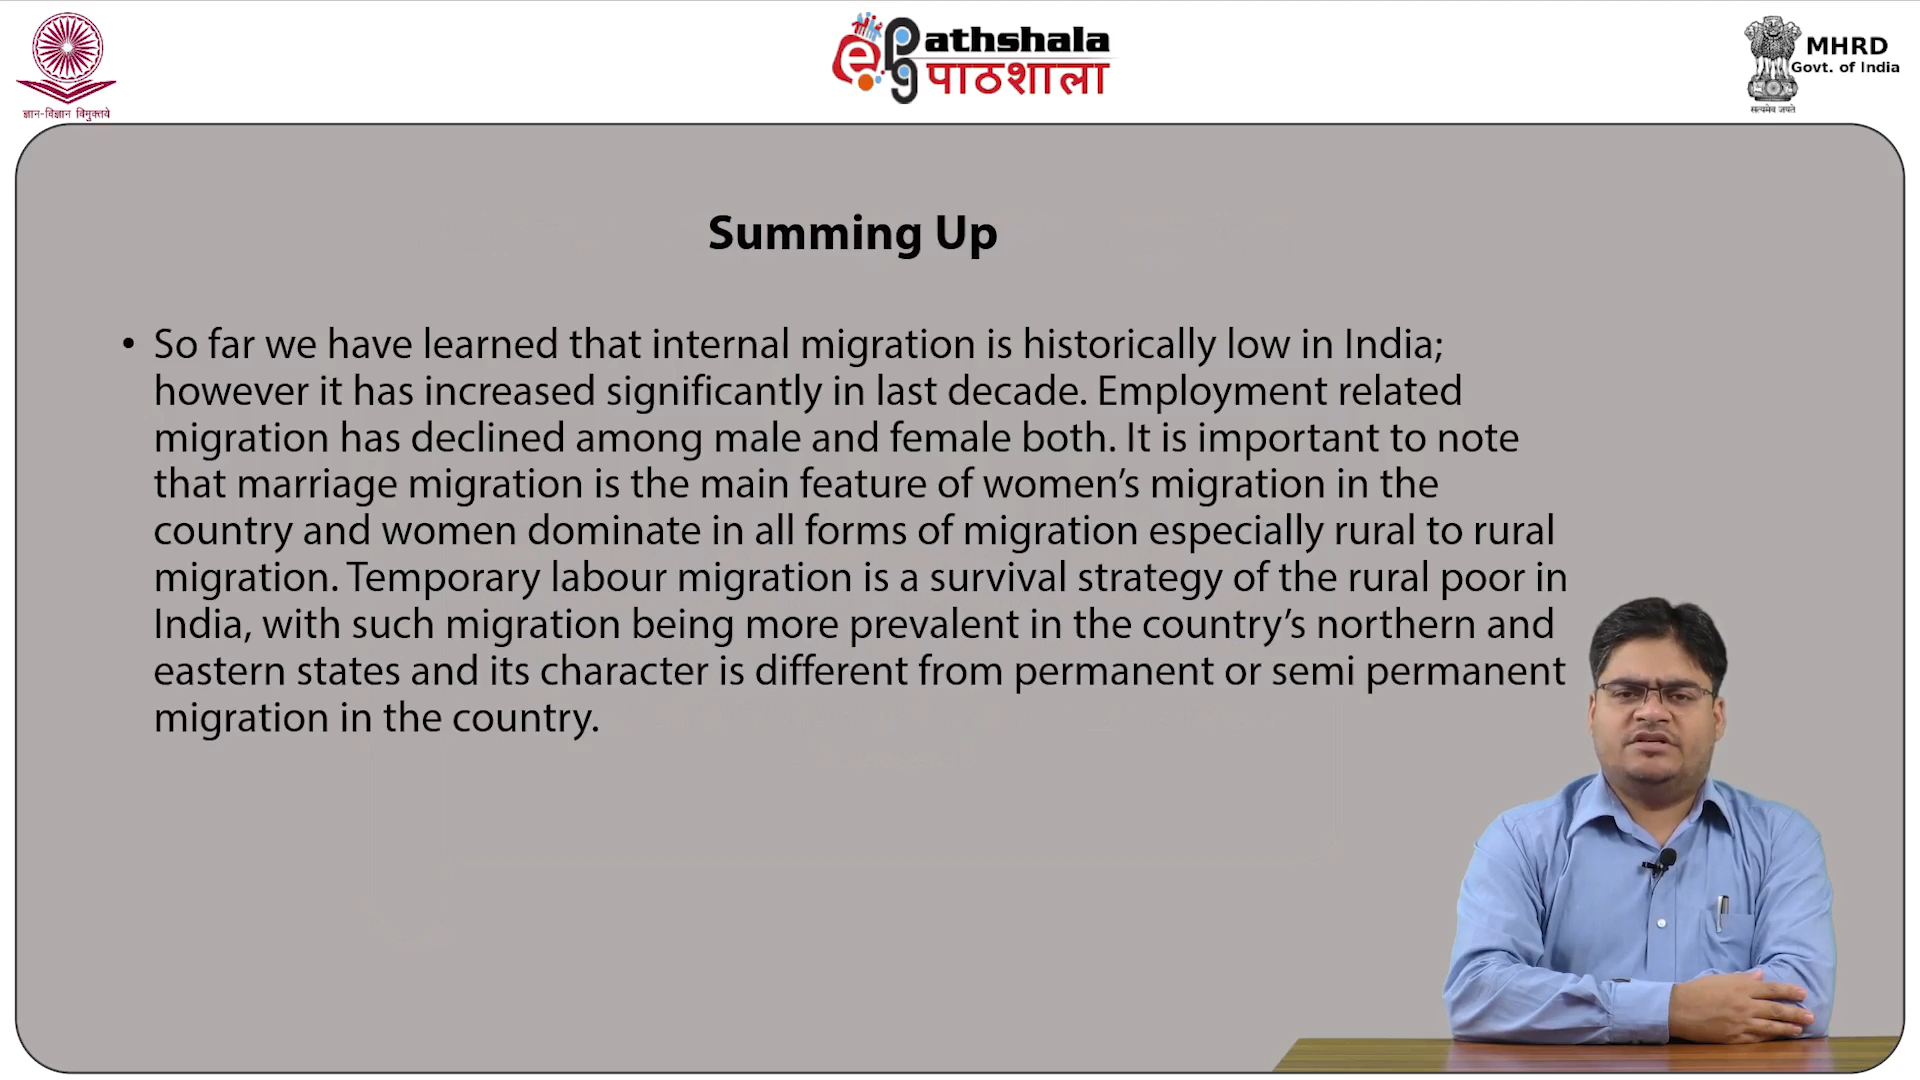 ज्ञान-विज्ञान विमुक्तये
e Pg athshala
पाठशाला
MHRD
Govt. of India
सत्यमेव जयते
Summing Up
• So far we have learned that internal migration is historically low in India;
however it has increased significantly in last decade. Employment related
migration has declined among male and female both. It is important to note
that marriage migration is the main feature of women’s migration in the
country and women dominate in all forms of migration especially rural to rural
migration. Temporary labour migration is a survival strategy of the rural poor in
India, with such migration being more prevalent in the country’s northern and
eastern states and its character is different from permanent or semi permanent
migration in the country.